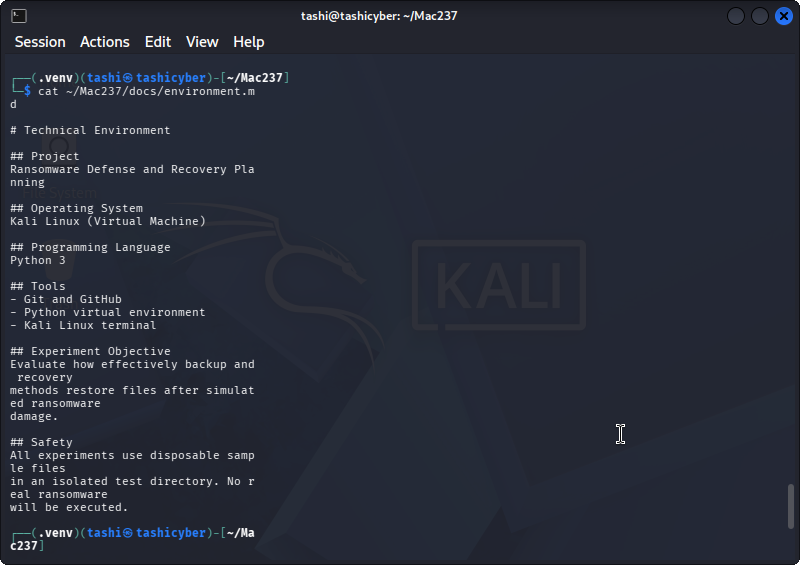 tashi@tashicyber: ~/Mac237
Session Actions Edit View Help
┌──(.venv)(tashi㉿tashicyber)-[~/Mac237]
└─$ cat ~/Mac237/docs/environment.m
d
# Technical Environment
## Project
Ransomware Defense and Recovery Pla
nning
## Operating System
Kali Linux (Virtual Machine)
## Programming Language
Python 3
## Tools
- Git and GitHub
- Python virtual environment
- Kali Linux terminal
## Experiment Objective
Evaluate how effectively backup and
 recovery
methods restore files after simulat
ed ransomware
damage.
## Safety
All experiments use disposable samp
le files
in an isolated test directory. No r
eal ransomware
will be executed.
┌──(.venv)(tashi㉿tashicyber)-[~/Ma
c237]
File System
KALI